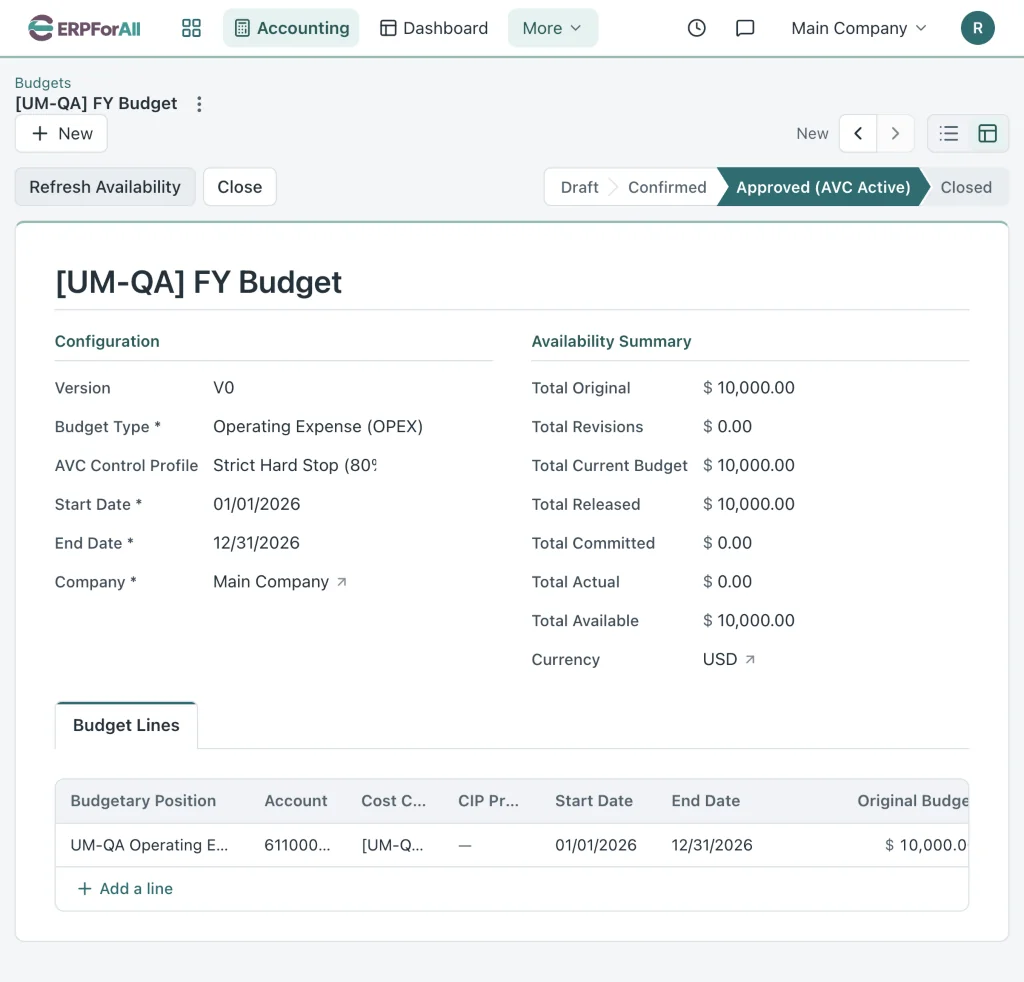 ERPForAll Accounting Dashboard More Main Company R
Budgets
[UM-QA] FY Budget
New New
Refresh Availability Close Draft Confirmed Approved (AVC Active) Closed
[UM-QA] FY Budget
Configuration
Version V0
Budget Type * Operating Expense (OPEX)
AVC Control Profile Strict Hard Stop (80%
Start Date * 01/01/2026
End Date * 12/31/2026
Company * Main Company
Availability Summary
Total Original $ 10,000.00
Total Revisions $ 0.00
Total Current Budget $ 10,000.00
Total Released $ 10,000.00
Total Committed $ 0.00
Total Actual $ 0.00
Total Available $ 10,000.00
Currency USD
Budget Lines
Budgetary Position Account Cost C... CIP Pr... Start Date End Date Original Budge
UM-QA Operating E... 611000... [UM-Q... — 01/01/2026 12/31/2026 $ 10,000.0
Add a line